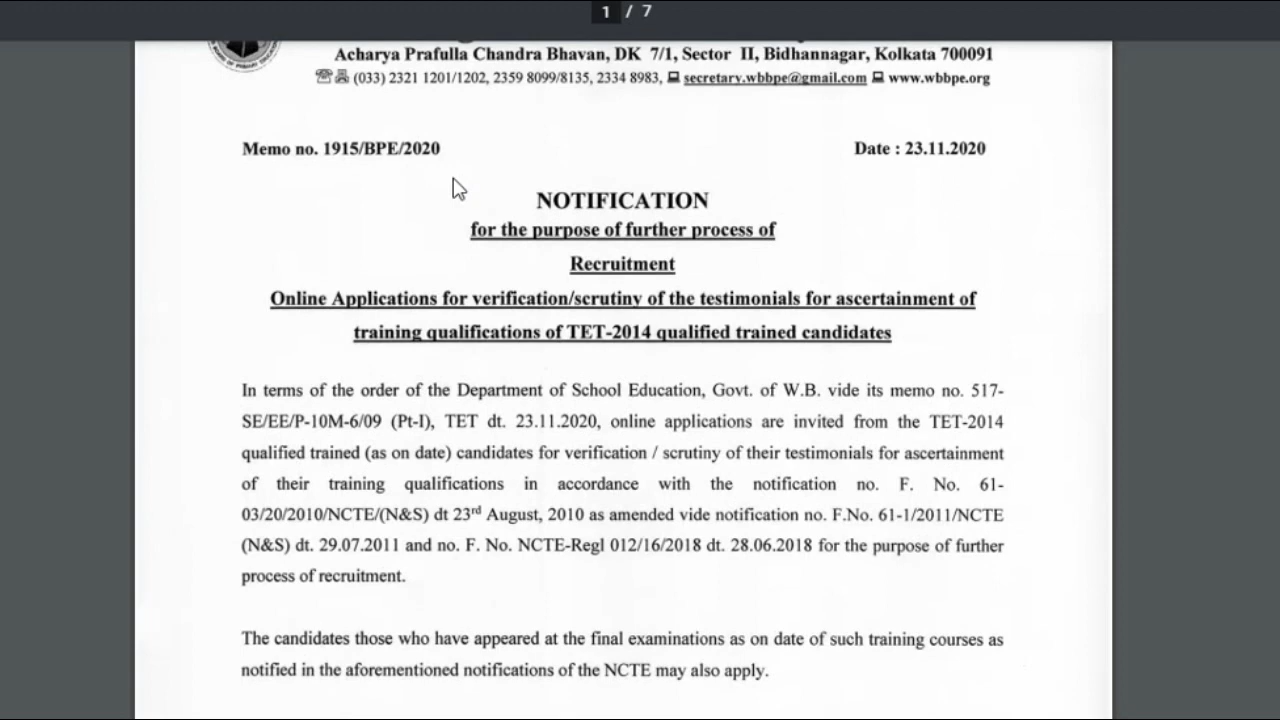 1 / 7
Acharya Prafulla Chandra Bhavan, DK 7/1, Sector II, Bidhannagar, Kolkata 700091
(033) 2321 1201/1202, 2359 8099/8135, 2334 8983, secretary.wbbpe@gmail.com www.wbbpe.org
Memo no. 1915/BPE/2020 Date : 23.11.2020
NOTIFICATION
for the purpose of further process of
Recruitment
Online Applications for verification/scrutiny of the testimonials for ascertainment of
training qualifications of TET-2014 qualified trained candidates
In terms of the order of the Department of School Education, Govt. of W.B. vide its memo no. 517-
SE/EE/P-10M-6/09 (Pt-I), TET dt. 23.11.2020, online applications are invited from the TET-2014
qualified trained (as on date) candidates for verification / scrutiny of their testimonials for ascertainment
of their training qualifications in accordance with the notification no. F. No. 61-
03/20/2010/NCTE/(N&S) dt 23rd August, 2010 as amended vide notification no. F.No. 61-1/2011/NCTE
(N&S) dt. 29.07.2011 and no. F. No. NCTE-Regl 012/16/2018 dt. 28.06.2018 for the purpose of further
process of recruitment.
The candidates those who have appeared at the final examinations as on date of such training courses as
notified in the aforementioned notifications of the NCTE may also apply.